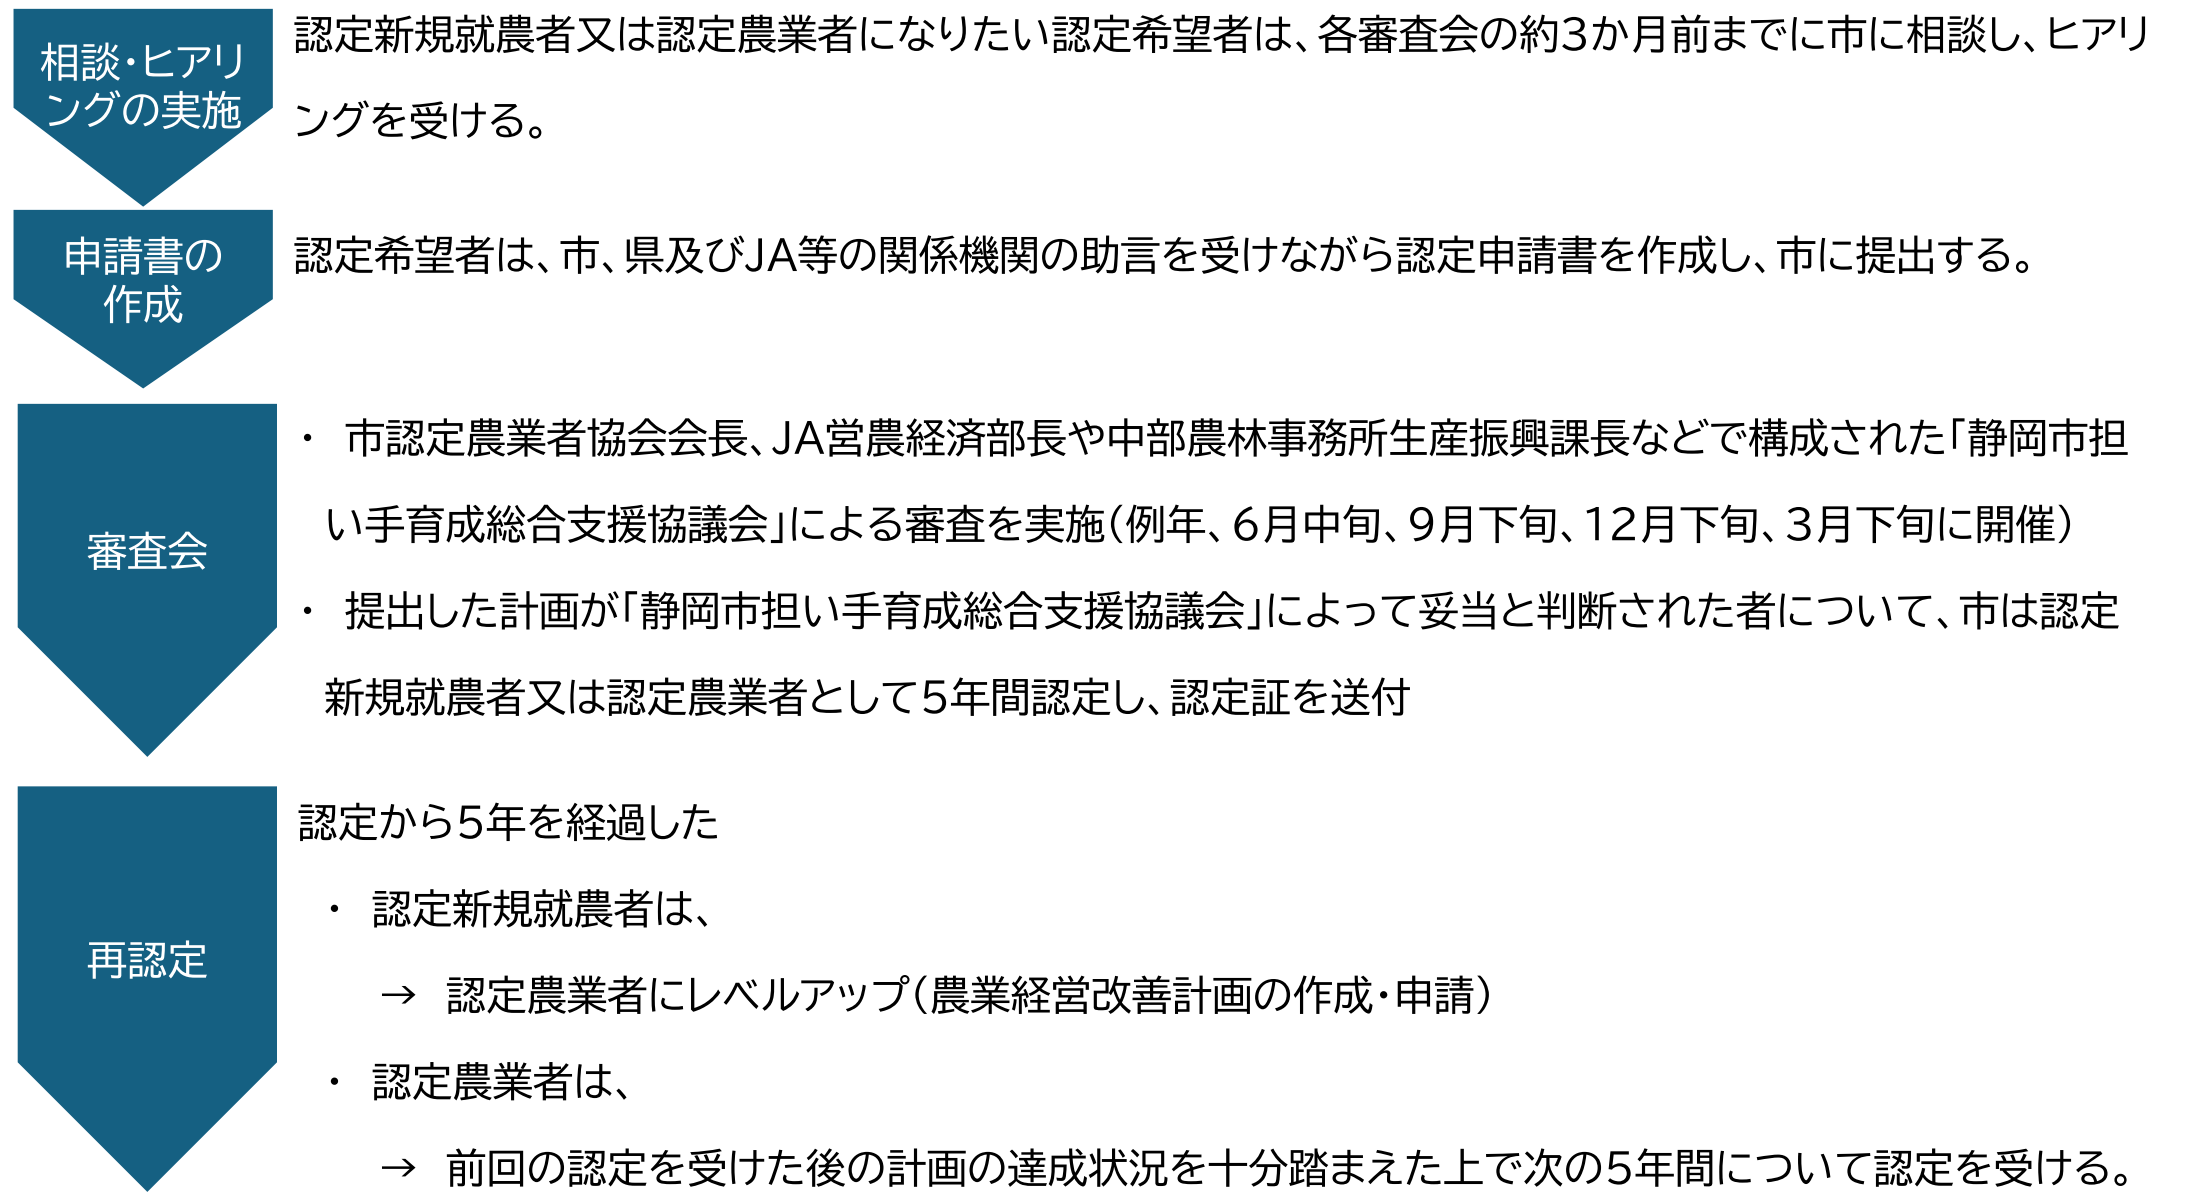 相談・ヒアリ
ングの実施
認定新規就農者又は認定農業者になりたい認定希望者は、各審査会の約3か月前までに市に相談し、ヒアリ
ングを受ける。
申請書の
作成
認定希望者は、市、県及びJA等の関係機関の助言を受けながら認定申請書を作成し、市に提出する。
審査会
・ 市認定農業者協会会長、JA営農経済部長や中部農林事務所生産振興課長などで構成された「静岡市担
い手育成総合支援協議会」による審査を実施（例年、6月中旬、9月下旬、12月下旬、3月下旬に開催）
・ 提出した計画が「静岡市担い手育成総合支援協議会」によって妥当と判断された者について、市は認定
新規就農者又は認定農業者として5年間認定し、認定証を送付
再認定
認定から5年を経過した
・ 認定新規就農者は、
→ 認定農業者にレベルアップ（農業経営改善計画の作成・申請）
・ 認定農業者は、
→ 前回の認定を受けた後の計画の達成状況を十分踏まえた上で次の5年間について認定を受ける。